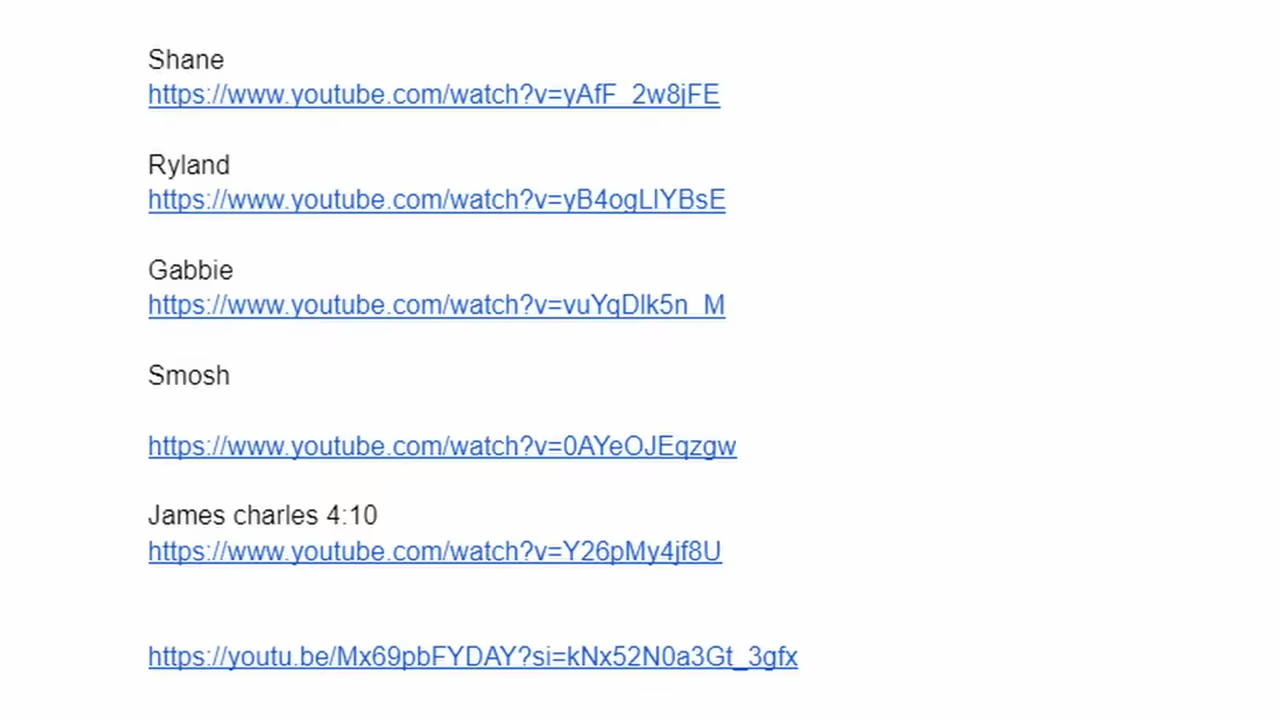 Shane
https://www.youtube.com/watch?v=yAfF_2w8jFE
Ryland
https://www.youtube.com/watch?v=yB4ogLlYBsE
Gabbie
https://www.youtube.com/watch?v=vuYqDlk5n_M
Smosh
https://www.youtube.com/watch?v=0AYeOJEqzgw
James charles 4:10
https://www.youtube.com/watch?v=Y26pMy4jf8U
https://youtu.be/Mx69pbFYDAY?si=kNx52N0a3Gt_3gfx